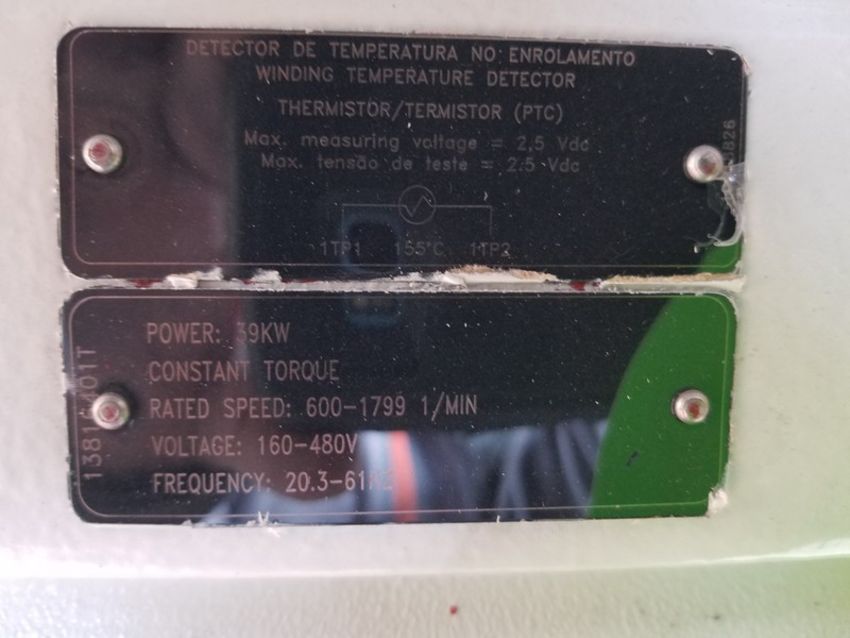 DETECTOR DE TEMPERATURA NO ENROLAMENTO
WINDING TEMPERATURE DETECTOR
THERMISTOR/TERMISTOR (PTC)
Max. measuring voltage = 2,5 Vdc
Max. tensão de teste = 2.5 Vdc
1TP1 155°C 1TP2
POWER: 39KW
CONSTANT TORQUE
RATED SPEED: 600-1799 1/MIN
VOLTAGE: 160-480V
FREQUENCY: 20.3-61HZ